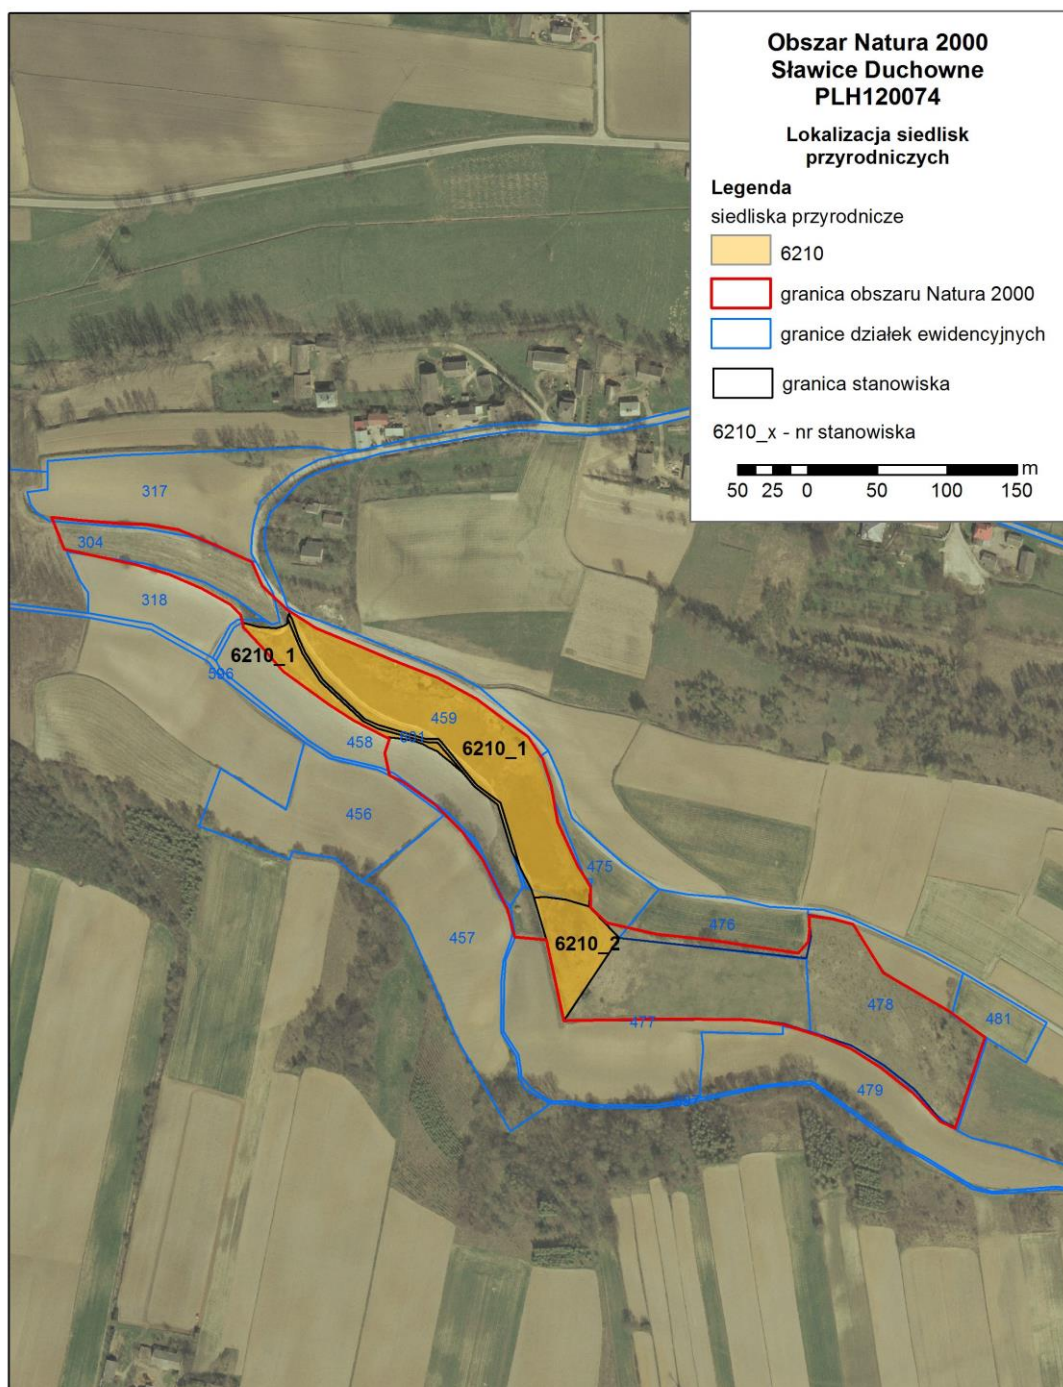 Obszar Natura 2000
Sławice Duchowne
PLH120074
Lokalizacja siedlisk
przyrodniczych
Legenda
siedliska przyrodnicze
6210
granica obszaru Natura 2000
granice działek ewidencyjnych
granica stanowiska
6210_x - nr stanowiska
m
50 25 0 50 100 150
317
304
318
6210_1
596
459
458
6210_1
456
475
476
457
6210_2
478
477
481
479